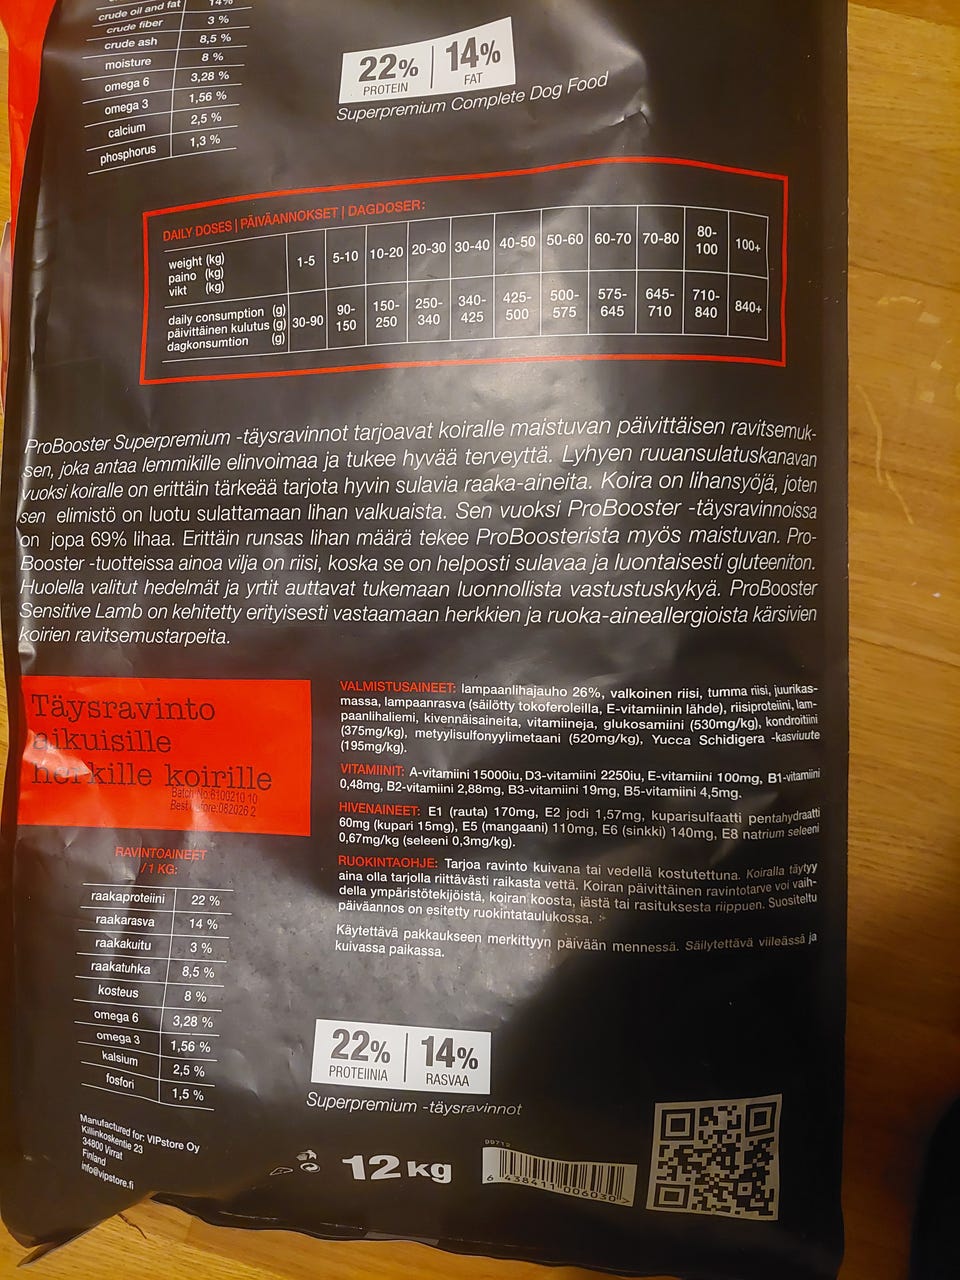 crude oil and fat 14%
crude fiber 3 %
crude ash 8,5 %
moisture 8 %
omega 6 3,28 %
omega 3 1,56 %
calcium 2,5 %
phosphorus 1,3 %
22% 14%
PROTEIN FAT
Superpremium Complete Dog Food
DAILY DOSES | PÄIVÄANNOKSET | DAGDOSER:
weight (kg)
paino (kg)
vikt (kg)
1-5 5-10 10-20 20-30 30-40 40-50 50-60 60-70 70-80 80-100 100+
daily consumption (g)
päivittäinen kulutus (g)
dagkonsumtion (g)
30-90 90-150 150-250 250-340 340-425 425-500 500-575 575-645 645-710 710-840 840+
ProBooster Superpremium -täysravinnot tarjoavat koiralle maistuvan päivittäisen ravitsemuk-
sen, joka antaa lemmikille elinvoimaa ja tukee hyvää terveyttä. Lyhyen ruuansulatuskanavan
vuoksi koiralle on erittäin tärkeää tarjota hyvin sulavia raaka-aineita. Koira on lihansyöjä, joten
sen elimistö on luotu sulattamaan lihan valkuaista. Sen vuoksi ProBooster -täysravinnoissa
on jopa 69% lihaa. Erittäin runsas lihan määrä tekee ProBoosterista myös maistuvan. Pro-
Booster -tuotteissa ainoa vilja on riisi, koska se on helposti sulavaa ja luontaisesti gluteeniton.
Huolella valitut hedelmät ja yrtit auttavat tukemaan luonnollista vastustuskykyä. ProBooster
Sensitive Lamb on kehitetty erityisesti vastaamaan herkkien ja ruoka-aineallergioista kärsivien
koirien ravitsemustarpeita.
Täysravinto
aikuisille
herkille koirille
Batch No:6100210 10
Best before:082026 2
VALMISTUSAINEET: lampaanlihajauho 26%, valkoinen riisi, tumma riisi, juurikas-
massa, lampaanrasva (säilötty tokoferoleilla, E-vitamiinin lähde), riisiproteiini, lam-
paanlihaliemi, kivennäisaineita, vitamiineja, glukosamiini (530mg/kg), kondroitiini
(375mg/kg), metyylisulfonyylimetaani (520mg/kg), Yucca Schidigera -kasviuute
(195mg/kg).
VITAMIINIT: A-vitamiini 15000iu, D3-vitamiini 2250iu, E-vitamiini 100mg, B1-vitamiini
0,48mg, B2-vitamiini 2,88mg, B3-vitamiini 19mg, B5-vitamiini 4,5mg.
HIVENAINEET: E1 (rauta) 170mg, E2 jodi 1,57mg, kuparisulfaatti pentahydraatti
60mg (kupari 15mg), E5 (mangaani) 110mg, E6 (sinkki) 140mg, E8 natrium seleeni
0,67mg/kg (seleeni 0,3mg/kg).
RUOKINTAOHJE: Tarjoa ravinto kuivana tai vedellä kostutettuna. Koiralla täytyy
aina olla tarjolla riittävästi raikasta vettä. Koiran päivittäinen ravintotarve voi vaih-
della ympäristötekijöistä, koiran koosta, iästä tai rasituksesta riippuen. Suositeltu
päiväannos on esitetty ruokintataulukossa.
Käytettävä pakkaukseen merkittyyn päivään mennessä. Säilytettävä viileässä ja
kuivassa paikassa.
RAVINTOAINEET
/1 KG:
raakaproteiini 22 %
raakarasva 14 %
raakakuitu 3 %
raakatuhka 8,5 %
kosteus 8 %
omega 6 3,28 %
omega 3 1,56 %
kalsium 2,5 %
fosfori 1,5 %
22% 14%
PROTEIINIA RASVAA
Superpremium -täysravinnot
Manufactured for: VIPstore Oy
Killinkoskentie 23
34800 Virrat
Finland
info@vipstore.fi
12 kg
09712
6 438411 006030 >